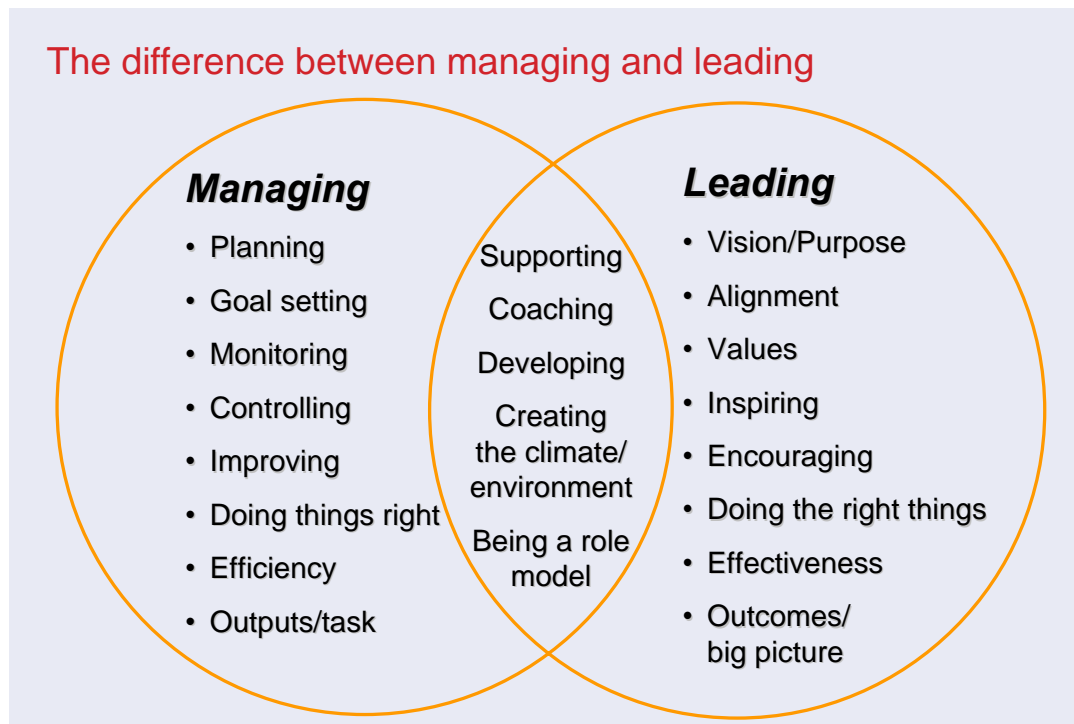 The difference between managing and leading
Managing
• Planning
• Goal setting
• Monitoring
• Controlling
• Improving
• Doing things right
• Efficiency
• Outputs/task
Supporting
Coaching
Developing
Creating
the climate/
environment
Being a role
model
Leading
• Vision/Purpose
• Alignment
• Values
• Inspiring
• Encouraging
• Doing the right things
• Effectiveness
• Outcomes/
big picture